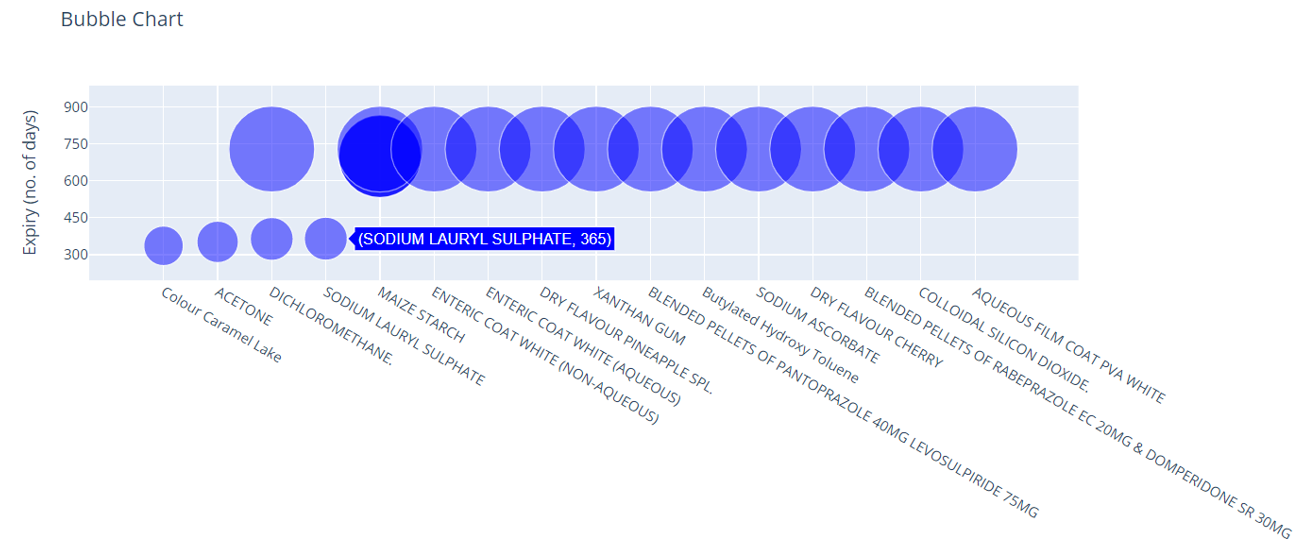 Bubble Chart
Expiry (no. of days)
900
750
600
450
300
(SODIUM LAURYL SULPHATE, 365)
Colour Caramel Lake
ACETONE
DICHLOROMETHANE.
SODIUM LAURYL SULPHATE
MAIZE STARCH
ENTERIC COAT WHITE (NON-AQUEOUS)
ENTERIC COAT WHITE (AQUEOUS)
DRY FLAVOUR PINEAPPLE SPL.
XANTHAN GUM
BLENDED PELLETS OF PANTOPRAZOLE 40MG LEVOSULPIRIDE 75MG
Butylated Hydroxy Toluene
SODIUM ASCORBATE
DRY FLAVOUR CHERRY
BLENDED PELLETS OF RABEPRAZOLE EC 20MG & DOMPERIDONE SR 30MG
COLLOIDAL SILICON DIOXIDE.
AQUEOUS FILM COAT PVA WHITE